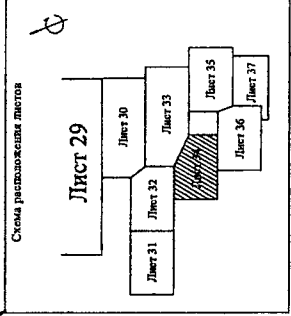 Схема расположения листов
Лист 29
Лист 30
Лист 31
Лист 32
Лист 33
Лист 35
Лист 36
Лист 37